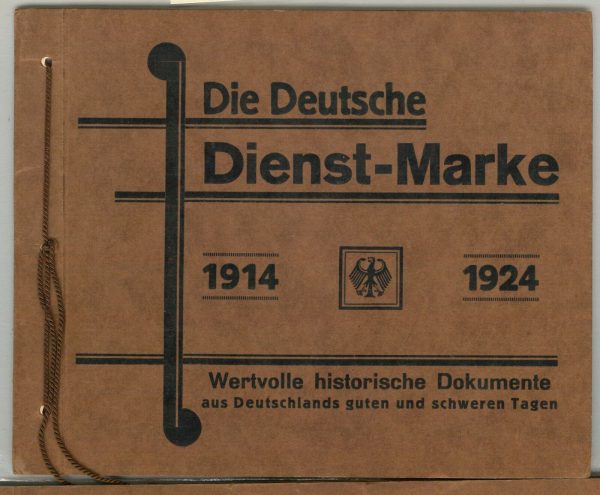 Die Deutsche
Dienst-Marke
1914 1924
Wertvolle historische Dokumente
aus Deutschlands guten und schweren Tagen